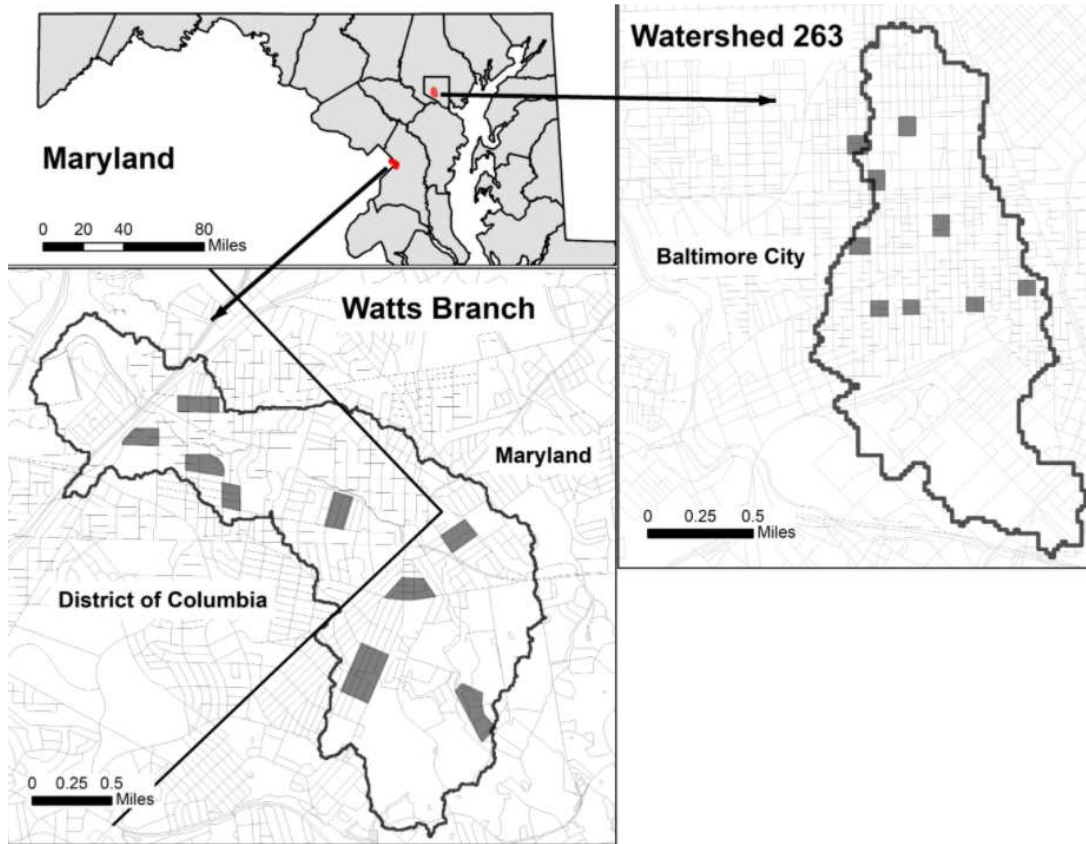 Maryland
0 20 40 80
Miles
Watershed 263
Baltimore City
0 0.25 0.5
Miles
Watts Branch
Maryland
District of Columbia
0 0.25 0.5
Miles